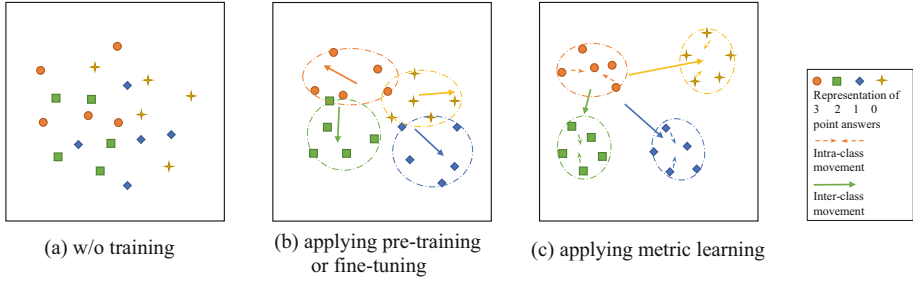 Representation of
3 2 1 0
point answers
Intra-class
movement
Inter-class
movement
(a) w/o training
(b) applying pre-training
or fine-tuning
(c) applying metric learning